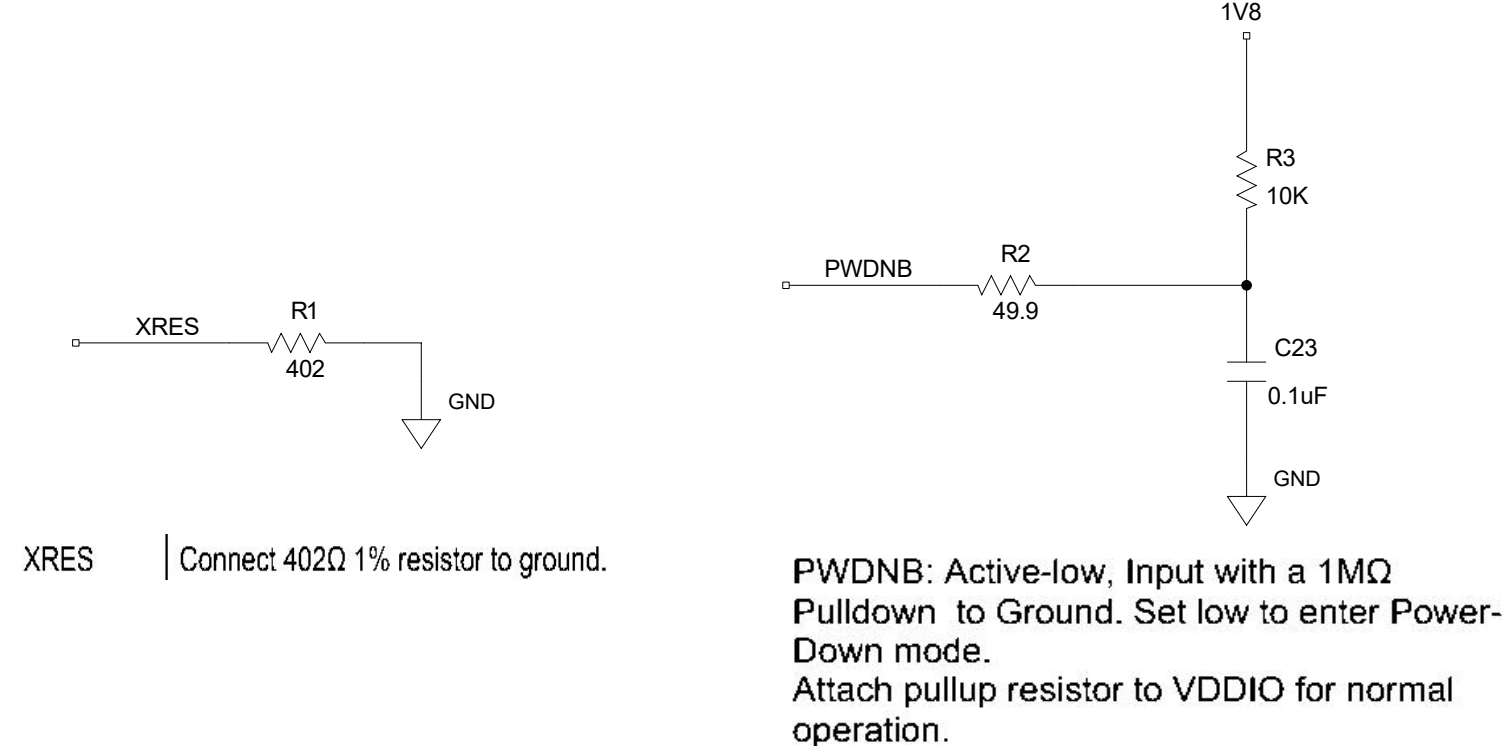 1V8
R3
10K
PWDNB
R2
49.9
XRES
R1
402
GND
C23
0.1uF
GND
XRES Connect 402Ω 1% resistor to ground.
PWDNB: Active-low, Input with a 1MΩ
Pulldown to Ground. Set low to enter Power-
Down mode.
Attach pullup resistor to VDDIO for normal
operation.